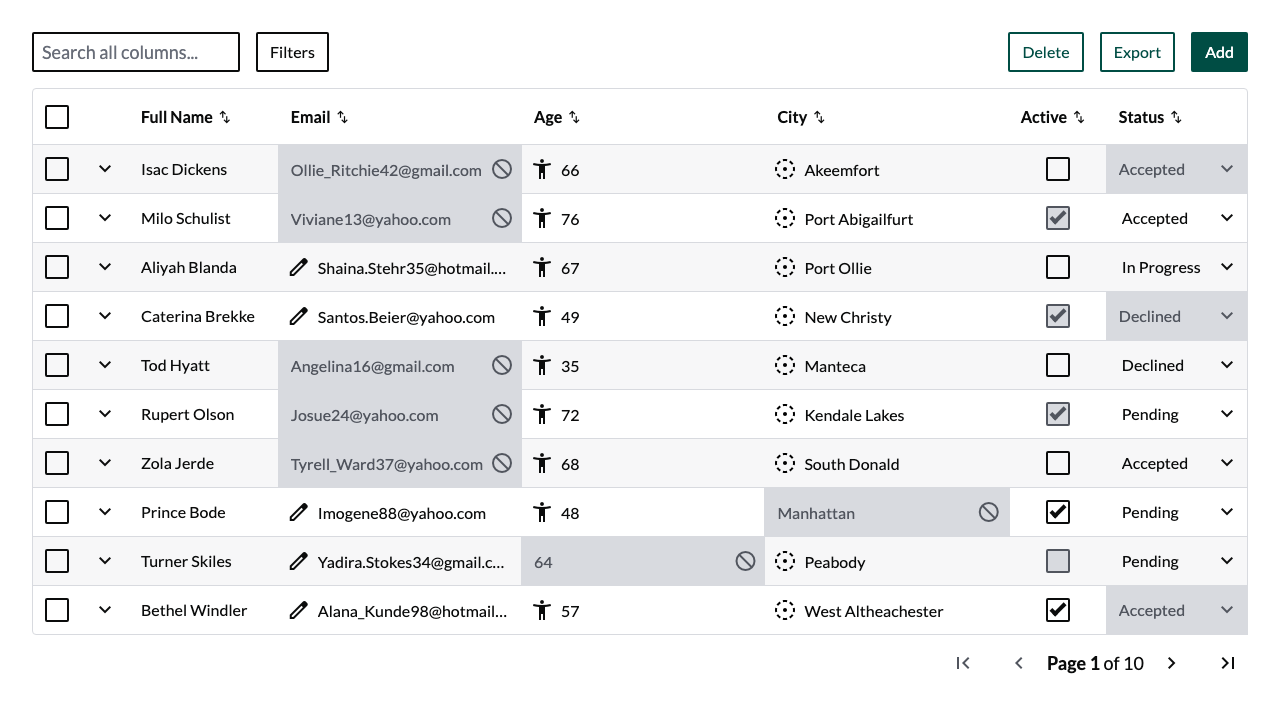 Search all columns... Filters Delete Export Add
Full Name Email Age City Active Status
Isac Dickens Ollie_Ritchie42@gmail.com 66 Akeemfort Accepted
Milo Schulist Viviane13@yahoo.com 76 Port Abigailfurt Accepted
Aliyah Blanda Shaina.Stehr35@hotmail.... 67 Port Ollie In Progress
Caterina Brekke Santos.Beier@yahoo.com 49 New Christy Declined
Tod Hyatt Angelina16@gmail.com 35 Manteca Declined
Rupert Olson Josue24@yahoo.com 72 Kendale Lakes Pending
Zola Jerde Tyrell_Ward37@yahoo.com 68 South Donald Accepted
Prince Bode Imogene88@yahoo.com 48 Manhattan Pending
Turner Skiles Yadira.Stokes34@gmail.c... 64 Peabody Pending
Bethel Windler Alana_Kunde98@hotmail... 57 West Altheachester Accepted
Page 1 of 10